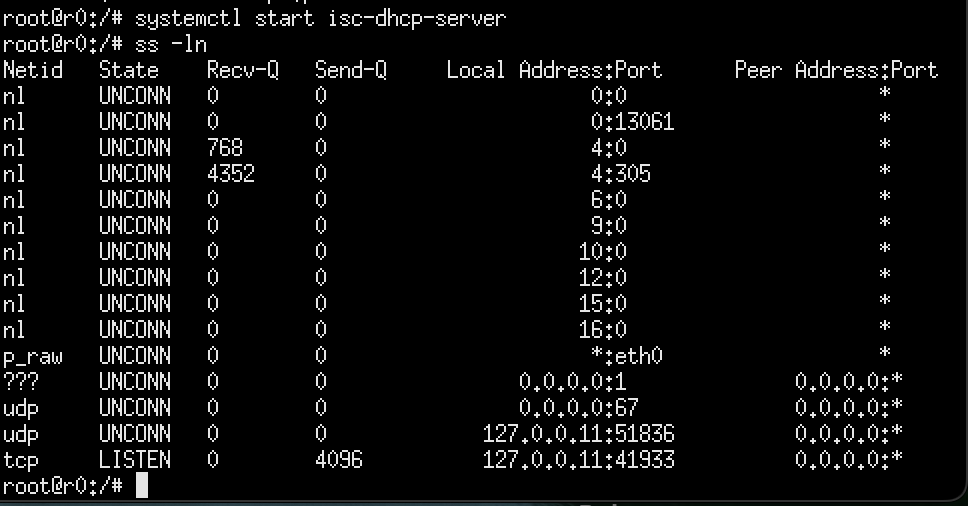 root@r0:/# systemctl start isc-dhcp-server
root@r0:/# ss -ln
Netid State Recv-Q Send-Q Local Address:Port Peer Address:Port
nl UNCONN 0 0 0:0 *
nl UNCONN 0 0 0:13061 *
nl UNCONN 768 0 4:0 *
nl UNCONN 4352 0 4:305 *
nl UNCONN 0 0 6:0 *
nl UNCONN 0 0 9:0 *
nl UNCONN 0 0 10:0 *
nl UNCONN 0 0 12:0 *
nl UNCONN 0 0 15:0 *
nl UNCONN 0 0 16:0 *
p_raw UNCONN 0 0 *:eth0 *
??? UNCONN 0 0 0.0.0.0:1 0.0.0.0:*
udp UNCONN 0 0 0.0.0.0:67 0.0.0.0:*
udp UNCONN 0 0 127.0.0.11:51836 0.0.0.0:*
tcp LISTEN 0 4096 127.0.0.11:41933 0.0.0.0:*
root@r0:/#